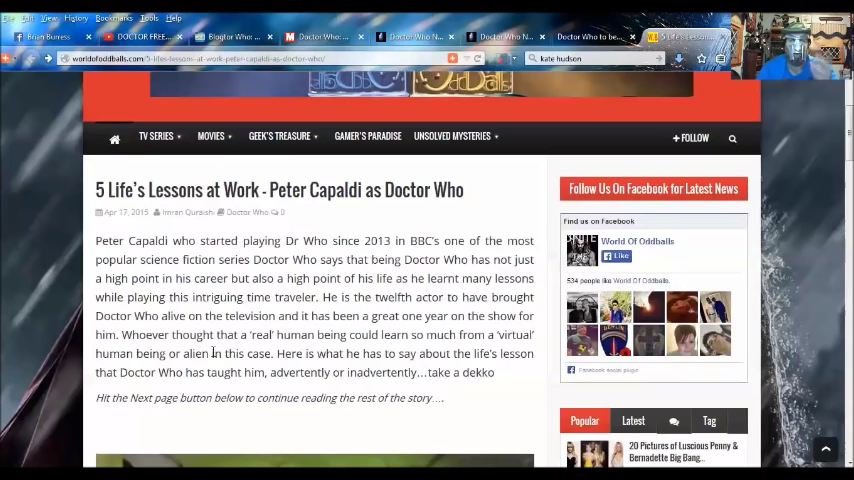 File Edit View History Bookmarks Tools Help
Brian Burress
DOCTOR FREE...
Blogtor Who: ...
Doctor Who: ...
Doctor Who N...
Doctor Who N...
Doctor Who to be...
5 Life's Lessons...
worldofoddballs.com/5-lifes-lessons-at-work-peter-capaldi-as-doctor-who/
kate hudson
TV SERIES
MOVIES
GEEK'S TREASURE
GAMER'S PARADISE
UNSOLVED MYSTERIES
+ FOLLOW
5 Life's Lessons at Work - Peter Capaldi as Doctor Who
Apr 17, 2015 Imran Quraishi Doctor Who 0
Peter Capaldi who started playing Dr Who since 2013 in BBC's one of the most
popular science fiction series Doctor Who says that being Doctor Who has not just
a high point in his career but also a high point of his life as he learnt many lessons
while playing this intriguing time traveler. He is the twelfth actor to have brought
Doctor Who alive on the television and it has been a great one year on the show for
him. Whoever thought that a 'real' human being could learn so much from a 'virtual'
human being or alien in this case. Here is what he has to say about the life's lesson
that Doctor Who has taught him, advertently or inadvertently...take a dekko
Hit the Next page button below to continue reading the rest of the story....
Follow Us On Facebook for Latest News
Find us on Facebook
World Of Oddballs
Like
534 people like World Of Oddballs.
Facebook social plugin
Popular
Latest
Tag
20 Pictures of Luscious Penny &
Bernadette Big Bang...